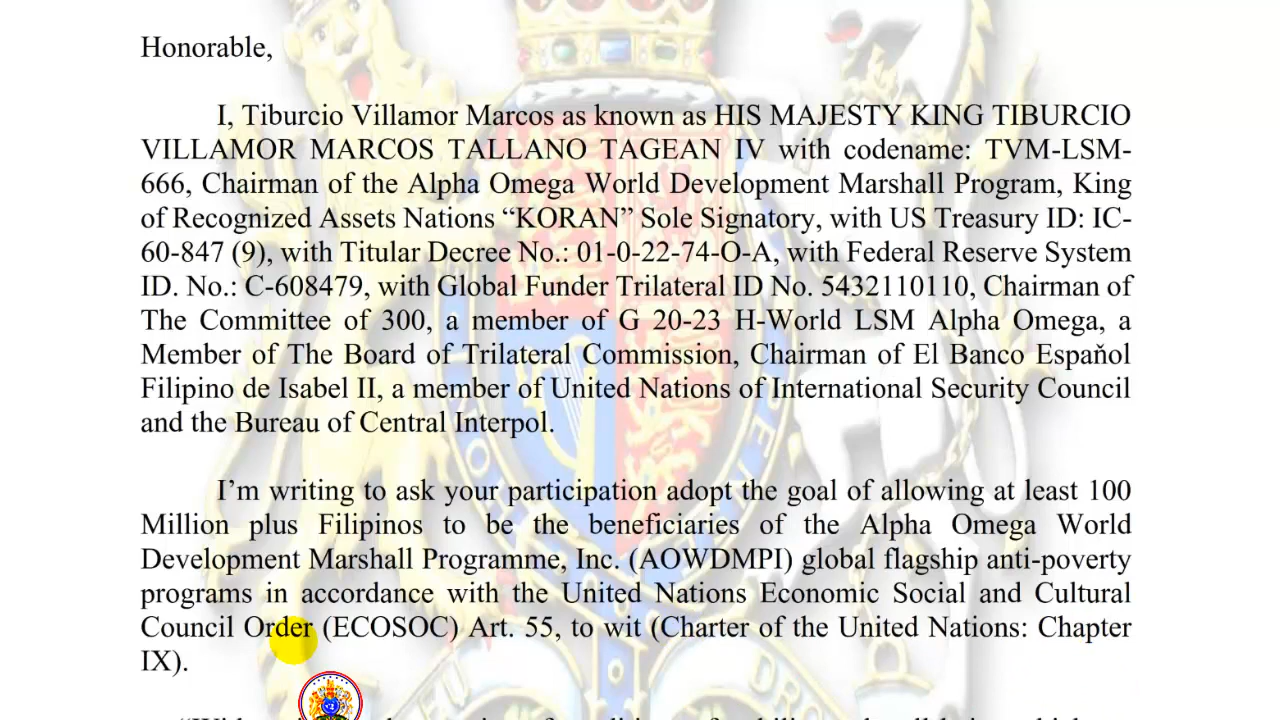 Honorable,
I, Tiburcio Villamor Marcos as known as HIS MAJESTY KING TIBURCIO
VILLAMOR MARCOS TALLANO TAGEAN IV with codename: TVM-LSM-
666, Chairman of the Alpha Omega World Development Marshall Program, King
of Recognized Assets Nations “KORAN” Sole Signatory, with US Treasury ID: IC-
60-847 (9), with Titular Decree No.: 01-0-22-74-O-A, with Federal Reserve System
ID. No.: C-608479, with Global Funder Trilateral ID No. 5432110110, Chairman of
The Committee of 300, a member of G 20-23 H-World LSM Alpha Omega, a
Member of The Board of Trilateral Commission, Chairman of El Banco Espaňol
Filipino de Isabel II, a member of United Nations of International Security Council
and the Bureau of Central Interpol.
I’m writing to ask your participation adopt the goal of allowing at least 100
Million plus Filipinos to be the beneficiaries of the Alpha Omega World
Development Marshall Programme, Inc. (AOWDMPI) global flagship anti-poverty
programs in accordance with the United Nations Economic Social and Cultural
Council Order (ECOSOC) Art. 55, to wit (Charter of the United Nations: Chapter
IX).